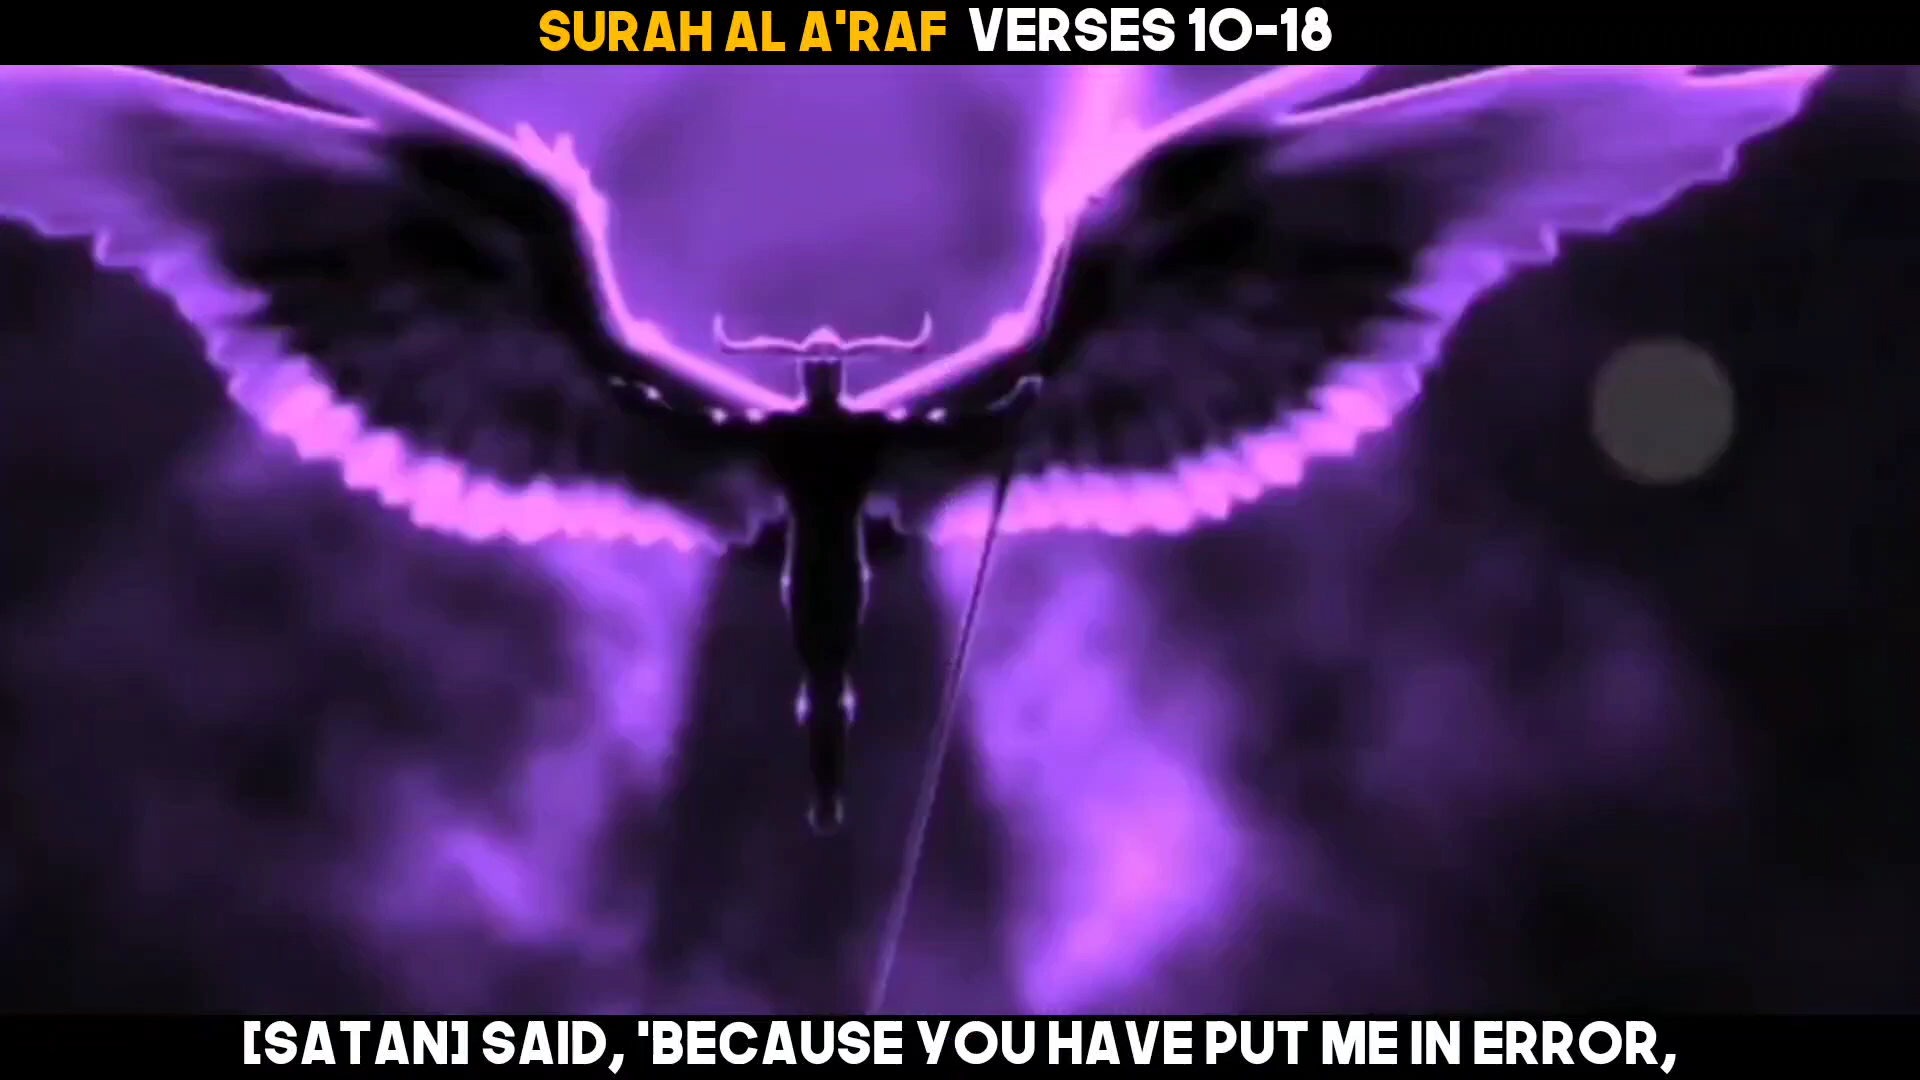 SURAH AL A'RAF VERSES 10-18
[SATAN] SAID, 'BECAUSE YOU HAVE PUT ME IN ERROR,